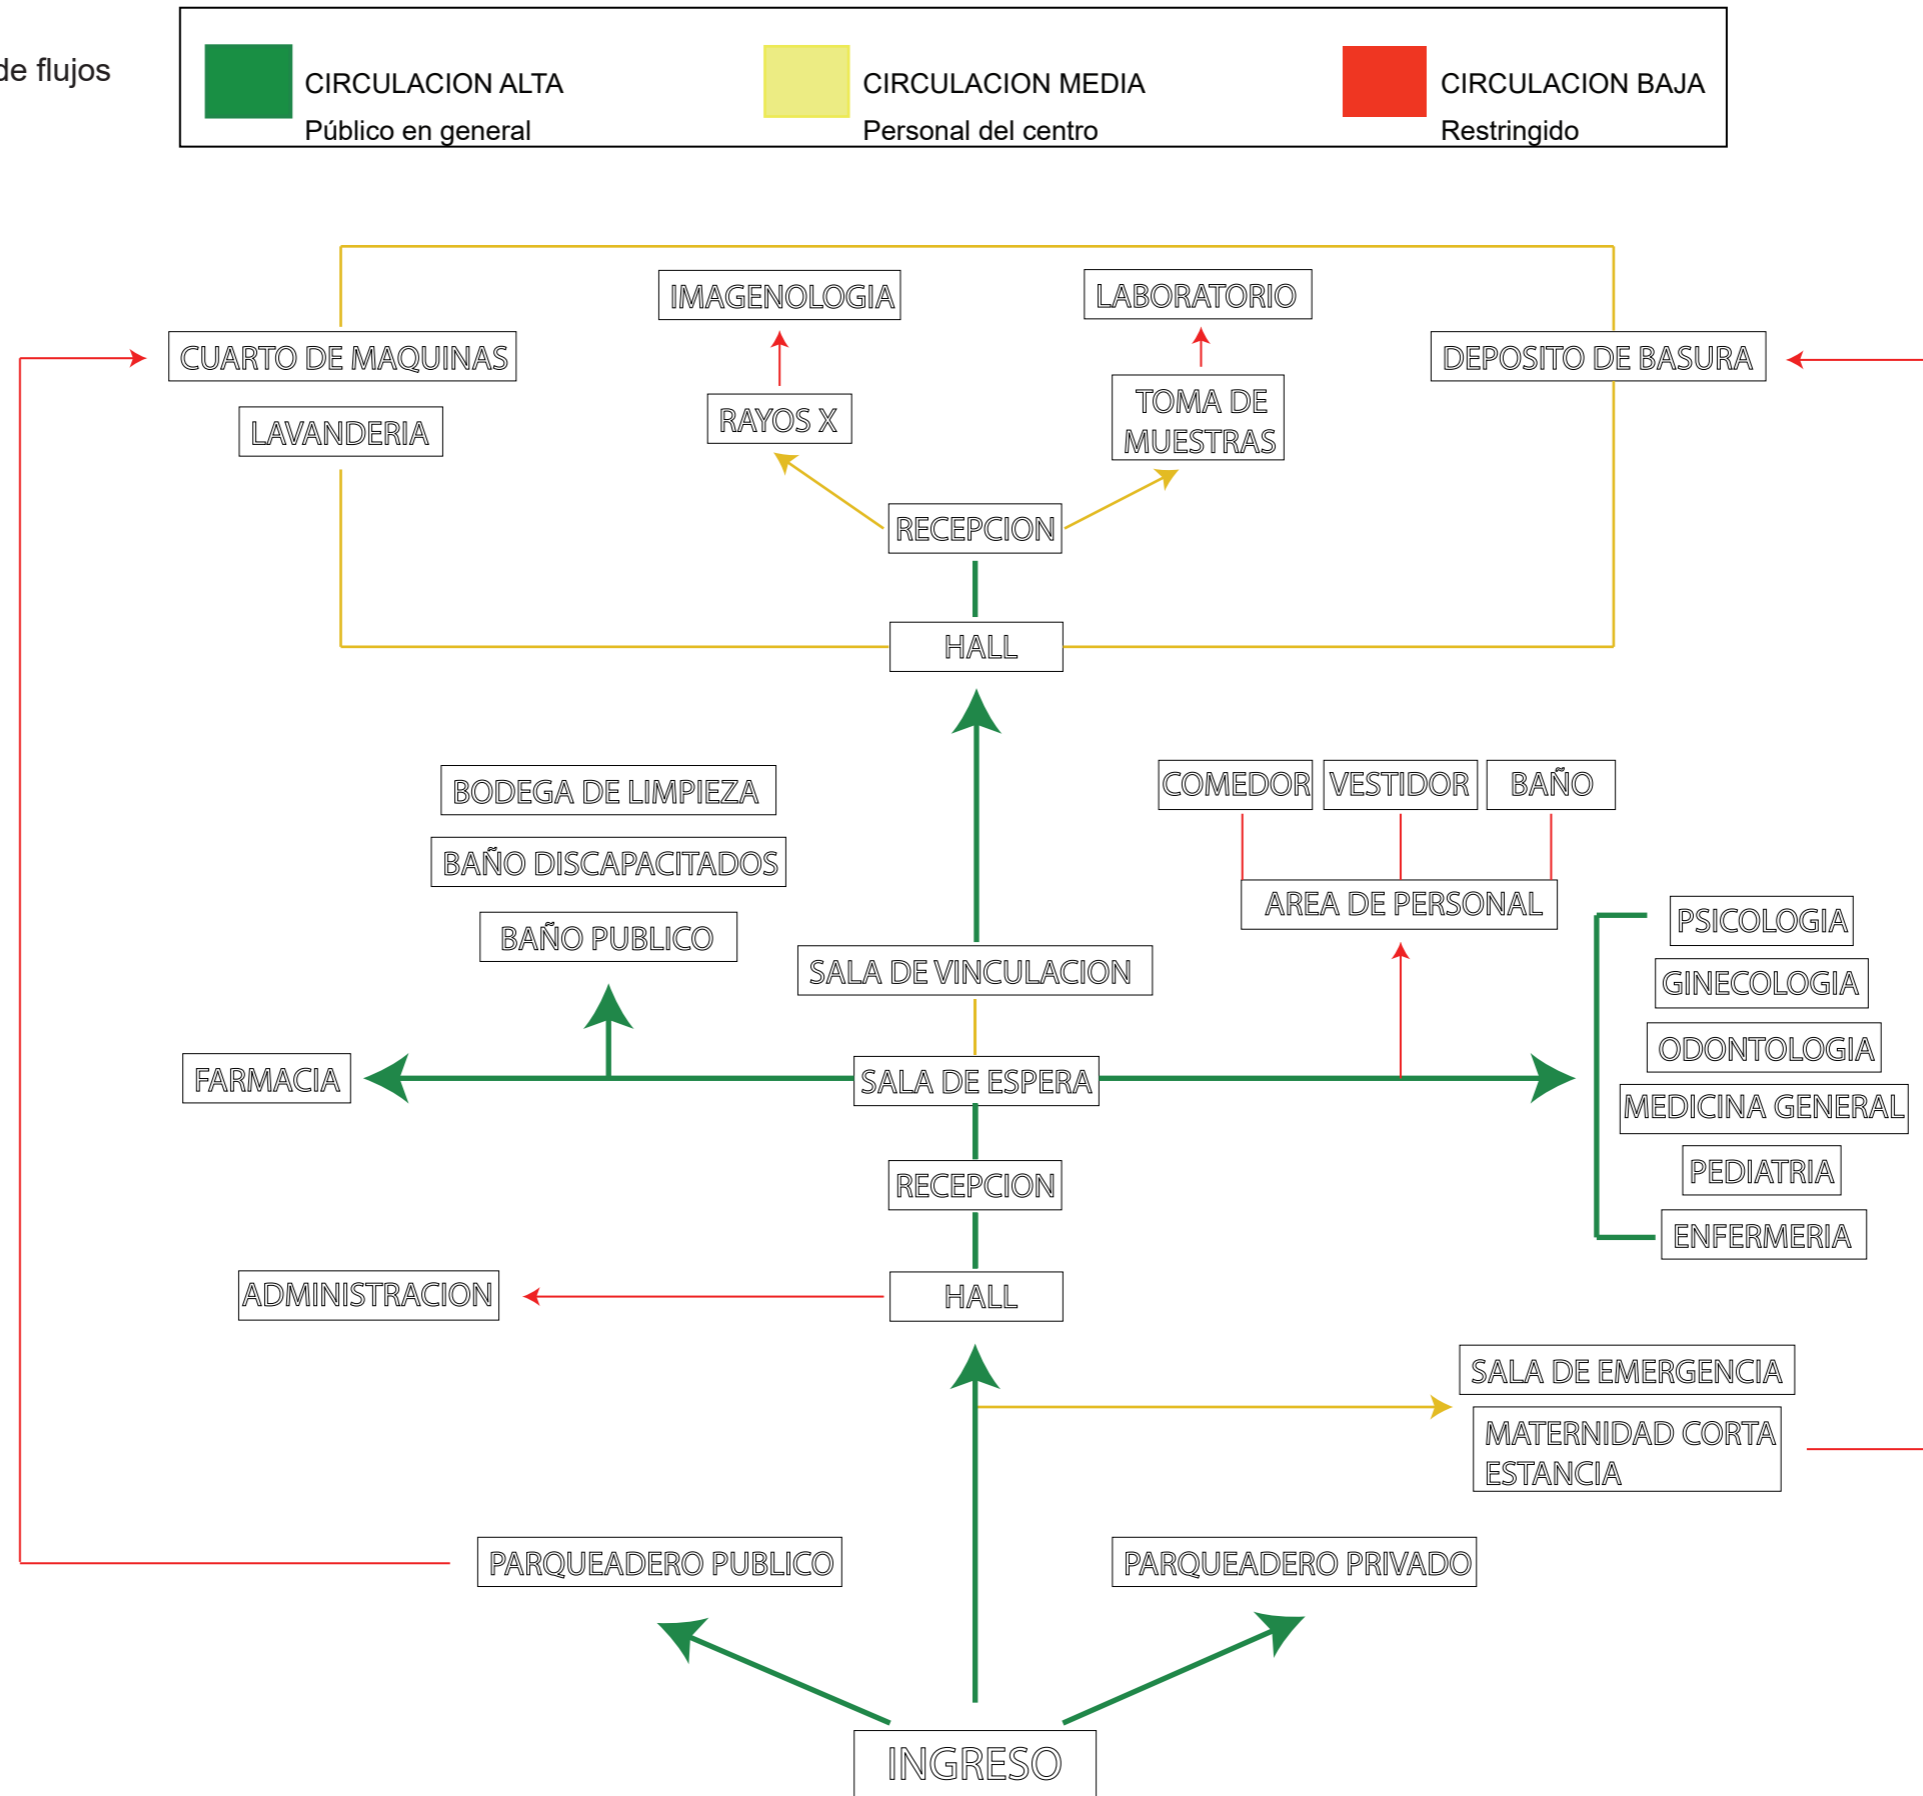 de flujos
CIRCULACION ALTA
Público en general
CIRCULACION MEDIA
Personal del centro
CIRCULACION BAJA
Restringido
IMAGENOLOGIA
LABORATORIO
CUARTO DE MAQUINAS
DEPOSITO DE BASURA
LAVANDERIA
RAYOS X
TOMA DE
MUESTRAS
RECEPCION
HALL
BODEGA DE LIMPIEZA
COMEDOR
VESTIDOR
BAÑO
BAÑO DISCAPACITADOS
AREA DE PERSONAL
BAÑO PUBLICO
PSICOLOGIA
SALA DE VINCULACION
GINECOLOGIA
ODONTOLOGIA
FARMACIA
SALA DE ESPERA
MEDICINA GENERAL
PEDIATRIA
RECEPCION
ENFERMERIA
ADMINISTRACION
HALL
SALA DE EMERGENCIA
MATERNIDAD CORTA
ESTANCIA
PARQUEADERO PUBLICO
PARQUEADERO PRIVADO
INGRESO